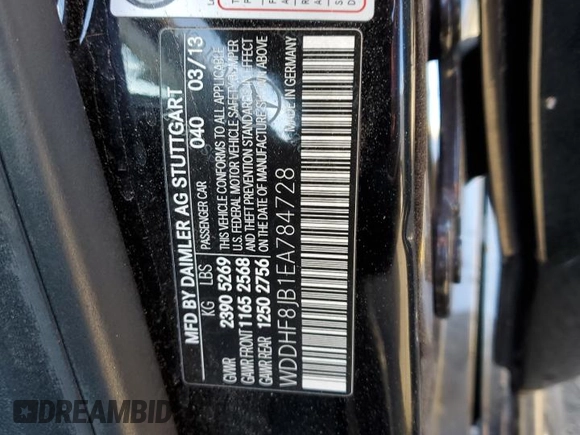 MFD BY DAIMLER AG STUTTGART
040 03/13
KG LBS PASSENGER CAR
GVWR 2390 5269 THIS VEHICLE CONFORMS TO ALL APPLICABLE
GAWR FRONT 1165 2568 U.S. FEDERAL MOTOR VEHICLE SAFETY, BUMPER
GAWR REAR 1250 2756 AND THEFT PREVENTION STANDARDS IN EFFECT
ON THE DATE OF MANUFACTURE SHOWN ABOVE
WDDHF8JB1EA784728 MADE IN GERMANY
DREAMBID